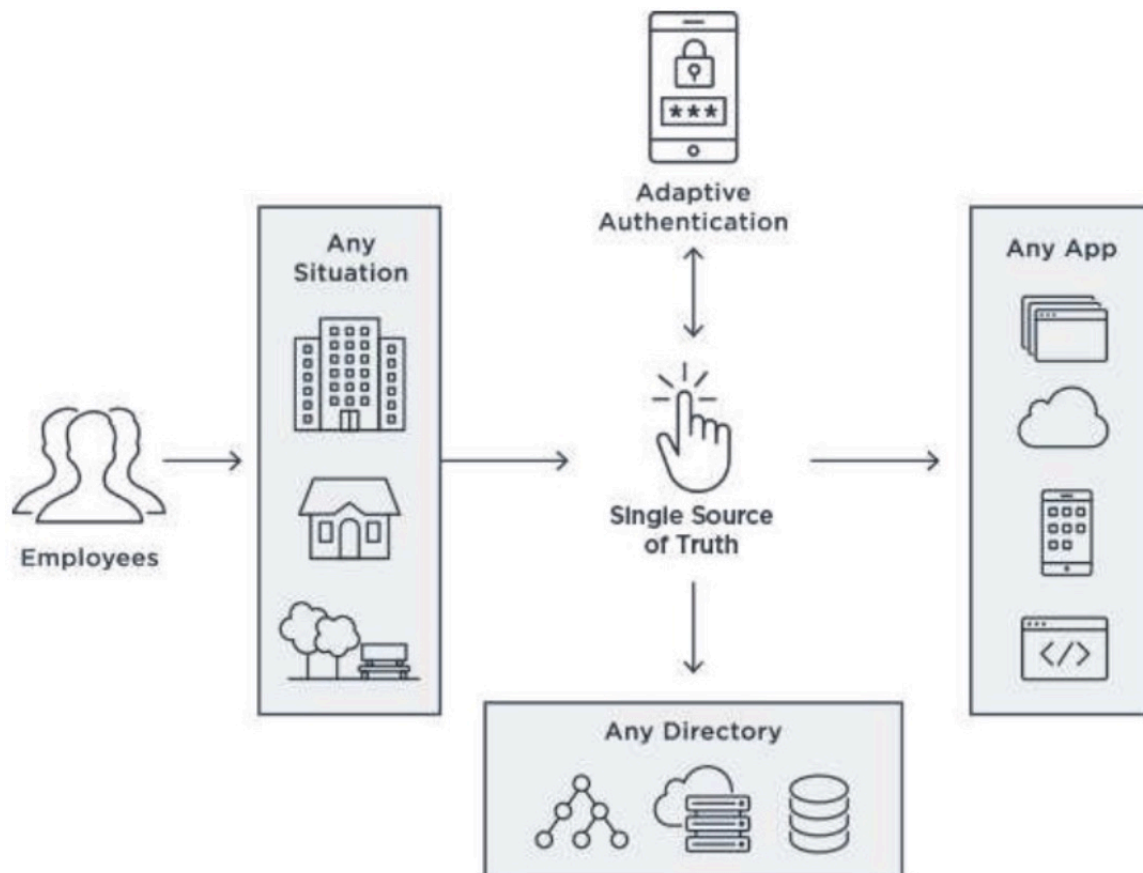 ***
Adaptive
Authentication
Any
Situation
Any App
Employees
Single Source
of Truth
</>
Any Directory